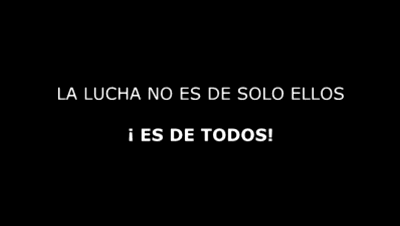 LA LUCHA NO ES DE SOLO ELLOS
¡ ES DE TODOS!